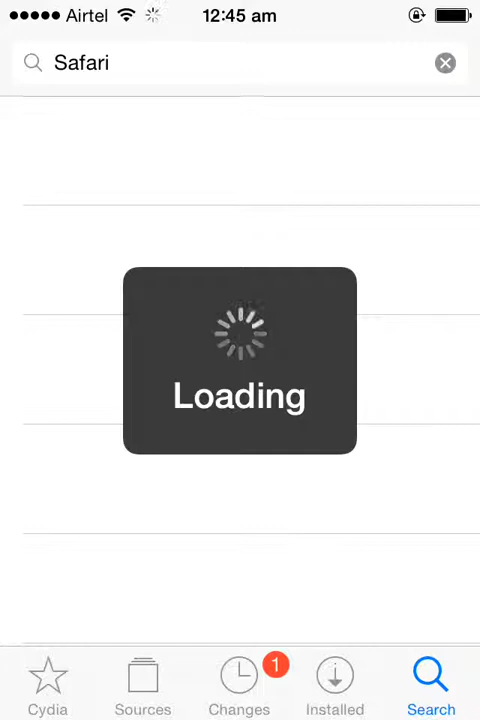 Airtel 12:45 am
Safari
Loading
1
Cydia Sources Changes Installed Search